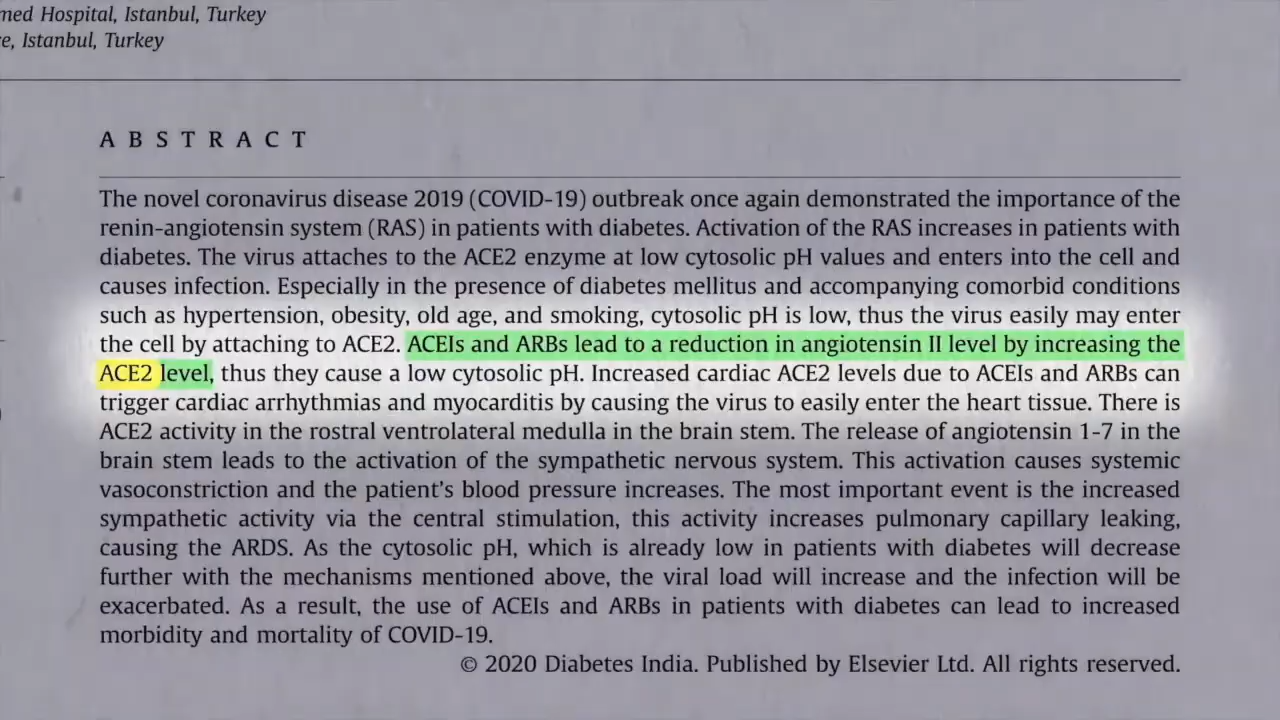 med Hospital, Istanbul, Turkey
e, Istanbul, Turkey
A B S T R A C T
The novel coronavirus disease 2019 (COVID-19) outbreak once again demonstrated the importance of the
renin-angiotensin system (RAS) in patients with diabetes. Activation of the RAS increases in patients with
diabetes. The virus attaches to the ACE2 enzyme at low cytosolic pH values and enters into the cell and
causes infection. Especially in the presence of diabetes mellitus and accompanying comorbid conditions
such as hypertension, obesity, old age, and smoking, cytosolic pH is low, thus the virus easily may enter
the cell by attaching to ACE2. ACEIs and ARBs lead to a reduction in angiotensin II level by increasing the
ACE2 level, thus they cause a low cytosolic pH. Increased cardiac ACE2 levels due to ACEIs and ARBs can
trigger cardiac arrhythmias and myocarditis by causing the virus to easily enter the heart tissue. There is
ACE2 activity in the rostral ventrolateral medulla in the brain stem. The release of angiotensin 1-7 in the
brain stem leads to the activation of the sympathetic nervous system. This activation causes systemic
vasoconstriction and the patient's blood pressure increases. The most important event is the increased
sympathetic activity via the central stimulation, this activity increases pulmonary capillary leaking,
causing the ARDS. As the cytosolic pH, which is already low in patients with diabetes will decrease
further with the mechanisms mentioned above, the viral load will increase and the infection will be
exacerbated. As a result, the use of ACEIs and ARBs in patients with diabetes can lead to increased
morbidity and mortality of COVID-19.
© 2020 Diabetes India. Published by Elsevier Ltd. All rights reserved.